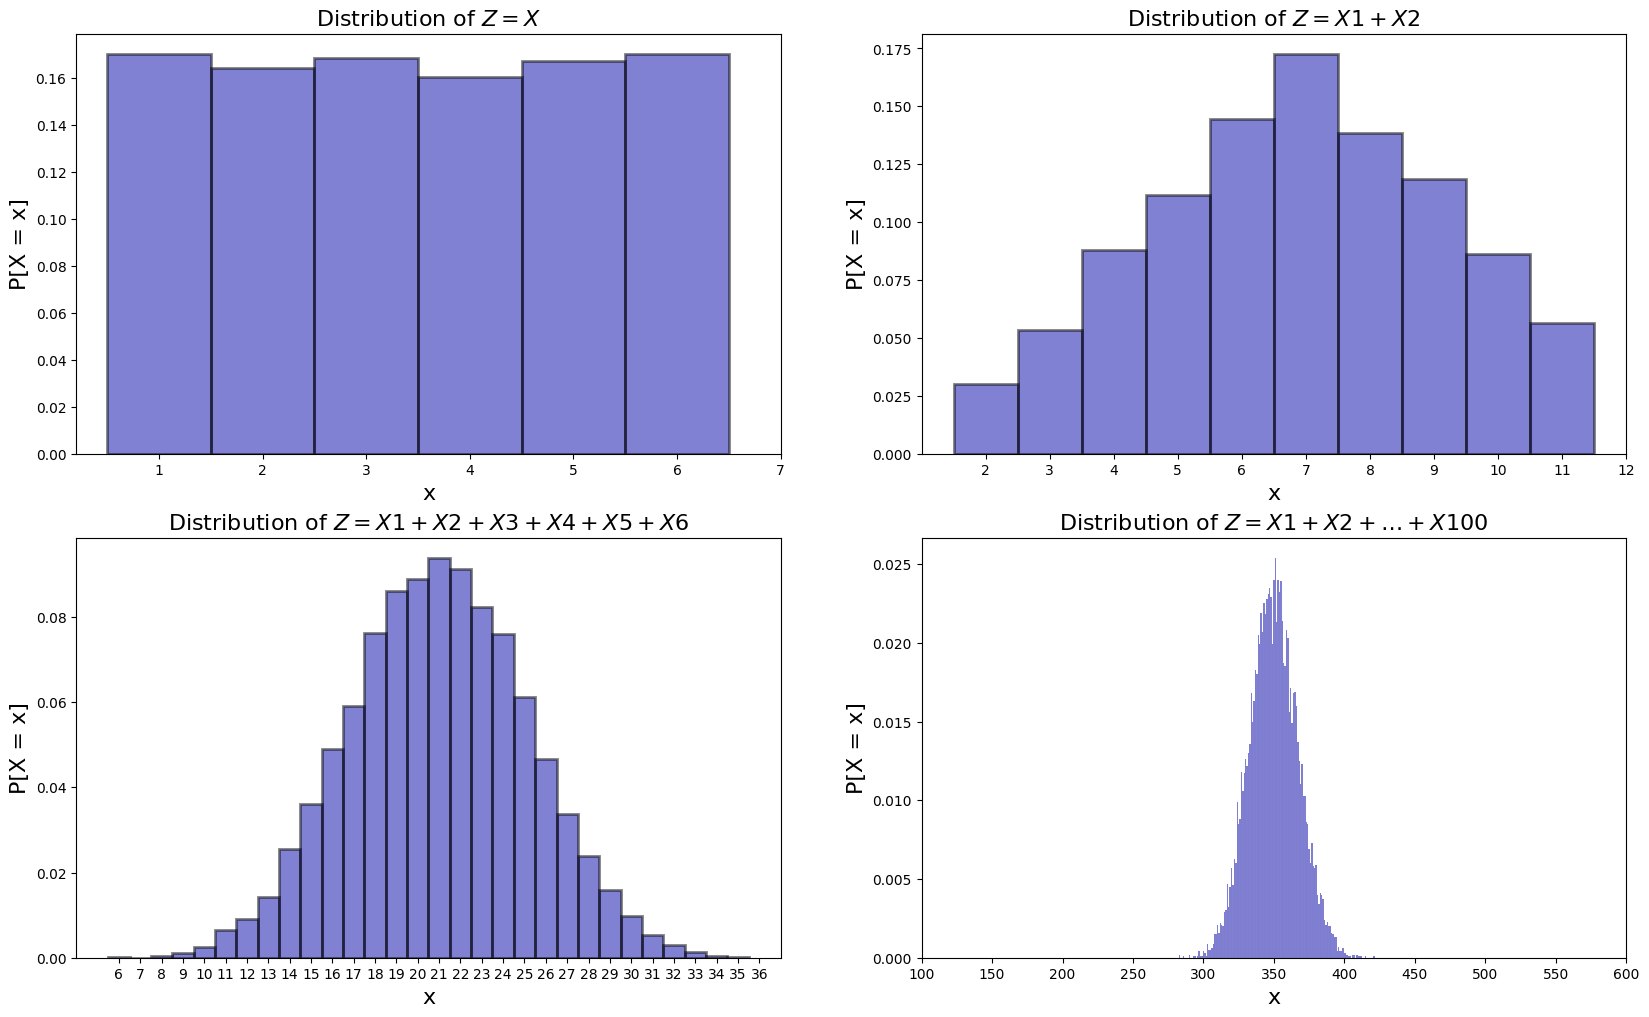 Distribution of Z = X
P[X = x]
0.16
0.14
0.12
0.10
0.08
0.06
0.04
0.02
0.00
1 2 3 4 5 6 7
x
Distribution of Z = X1 + X2
P[X = x]
0.175
0.150
0.125
0.100
0.075
0.050
0.025
0.000
2 3 4 5 6 7 8 9 10 11 12
x
Distribution of Z = X1 + X2 + X3 + X4 + X5 + X6
P[X = x]
0.08
0.06
0.04
0.02
0.00
6 7 8 9 10 11 12 13 14 15 16 17 18 19 20 21 22 23 24 25 26 27 28 29 30 31 32 33 34 35 36
x
Distribution of Z = X1 + X2 + ... + X100
P[X = x]
0.025
0.020
0.015
0.010
0.005
0.000
100 150 200 250 300 350 400 450 500 550 600
x